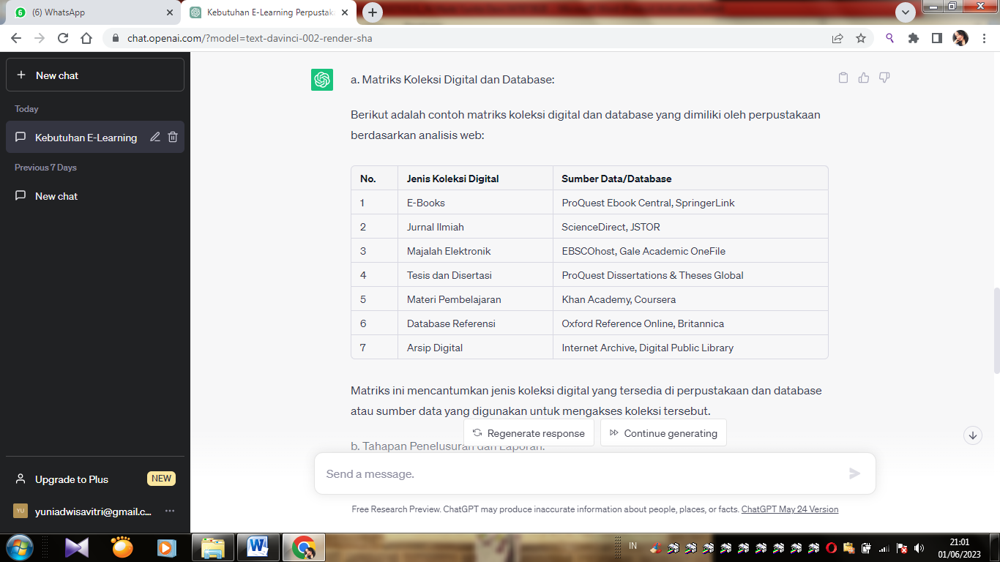 (6) WhatsApp
Kebutuhan E-Learning Perpustaka
chat.openai.com/?model=text-davinci-002-render-sha
New chat
Today
Kebutuhan E-Learning
Previous 7 Days
New chat
Upgrade to Plus NEW
YU yuniadwisavitri@gmail.c...
a. Matriks Koleksi Digital dan Database:
Berikut adalah contoh matriks koleksi digital dan database yang dimiliki oleh perpustakaan
berdasarkan analisis web:
No. Jenis Koleksi Digital Sumber Data/Database
1 E-Books ProQuest Ebook Central, SpringerLink
2 Jurnal Ilmiah ScienceDirect, JSTOR
3 Majalah Elektronik EBSCOhost, Gale Academic OneFile
4 Tesis dan Disertasi ProQuest Dissertations & Theses Global
5 Materi Pembelajaran Khan Academy, Coursera
6 Database Referensi Oxford Reference Online, Britannica
7 Arsip Digital Internet Archive, Digital Public Library
Matriks ini mencantumkan jenis koleksi digital yang tersedia di perpustakaan dan database
atau sumber data yang digunakan untuk mengakses koleksi tersebut.
Regenerate response Continue generating
b. Tahapan Penelusuran dan Laporan:
Send a message.
Free Research Preview. ChatGPT may produce inaccurate information about people, places, or facts. ChatGPT May 24 Version
IN
21:01
01/06/2023